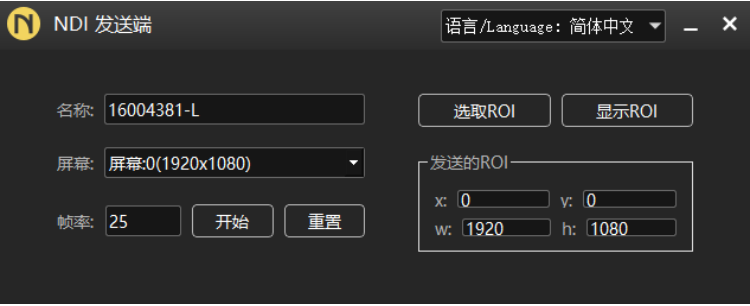 NDI 发送端
语言/Language: 简体中文
名称: 16004381-L
选取ROI
显示ROI
屏幕: 屏幕:0(1920x1080)
发送的ROI
x: 0
y: 0
帧率: 25
开始
重置
w: 1920
h: 1080